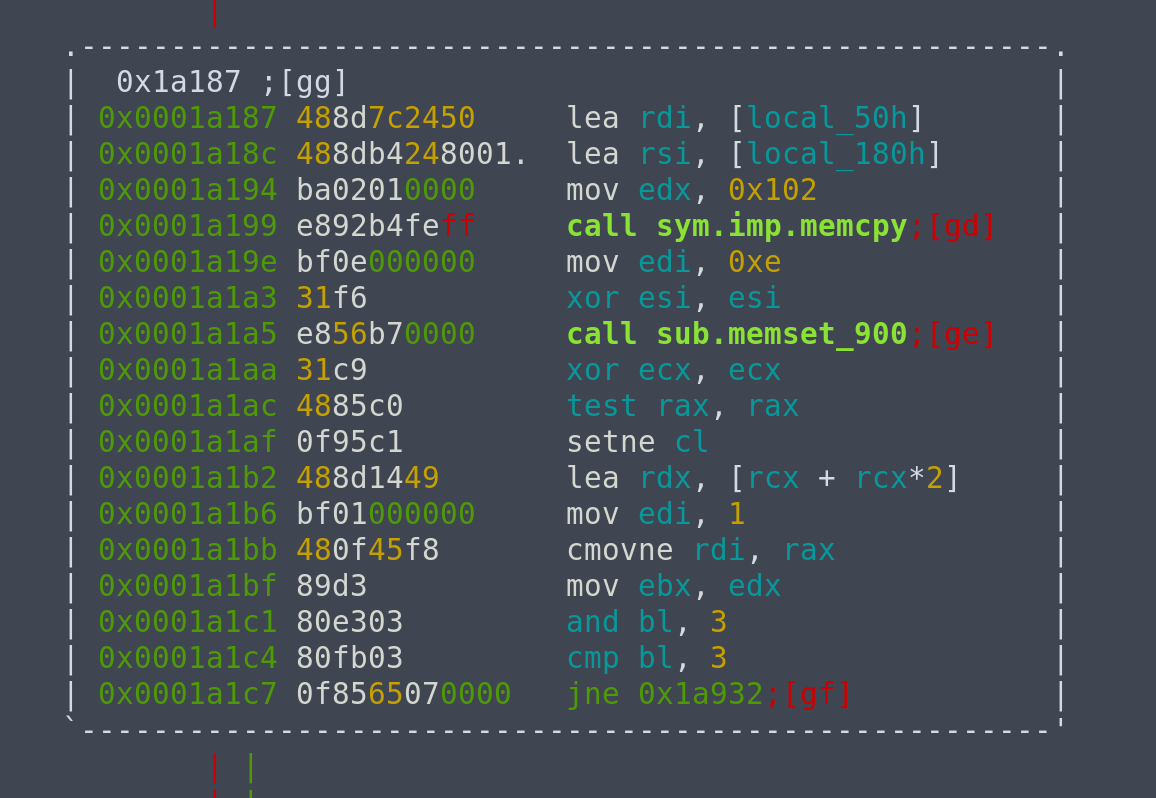 0x1a187 ;[gg]
0x0001a187 488d7c2450 lea rdi, [local_50h]
0x0001a18c 488db4248001. lea rsi, [local_180h]
0x0001a194 ba02010000 mov edx, 0x102
0x0001a199 e892b4feff call sym.imp.memcpy;[gd]
0x0001a19e bf0e000000 mov edi, 0xe
0x0001a1a3 31f6 xor esi, esi
0x0001a1a5 e856b70000 call sub.memset_900;[ge]
0x0001a1aa 31c9 xor ecx, ecx
0x0001a1ac 4885c0 test rax, rax
0x0001a1af 0f95c1 setne cl
0x0001a1b2 488d1449 lea rdx, [rcx + rcx*2]
0x0001a1b6 bf01000000 mov edi, 1
0x0001a1bb 480f45f8 cmovne rdi, rax
0x0001a1bf 89d3 mov ebx, edx
0x0001a1c1 80e303 and bl, 3
0x0001a1c4 80fb03 cmp bl, 3
0x0001a1c7 0f8565070000 jne 0x1a932;[gf]